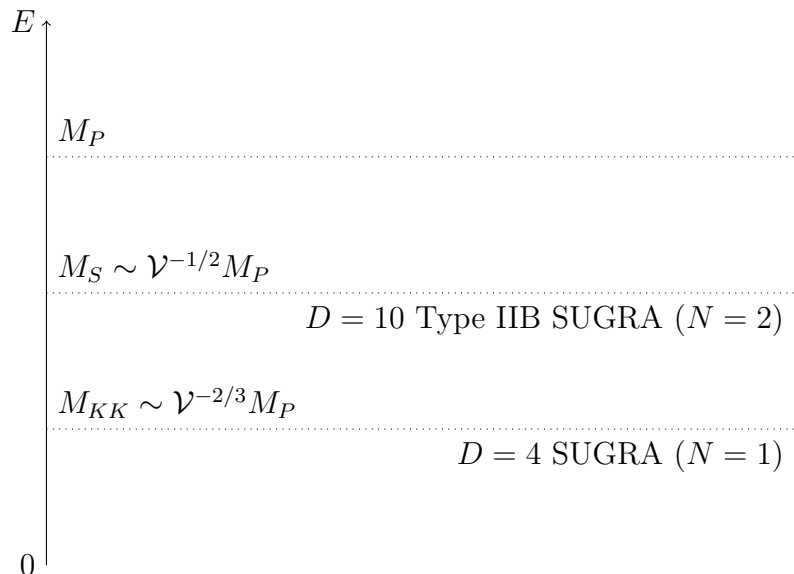 E
M_P
M_S ∼ 𝒱^{-1/2} M_P
D = 10 Type IIB SUGRA (N = 2)
M_{KK} ∼ 𝒱^{-2/3} M_P
D = 4 SUGRA (N = 1)
0